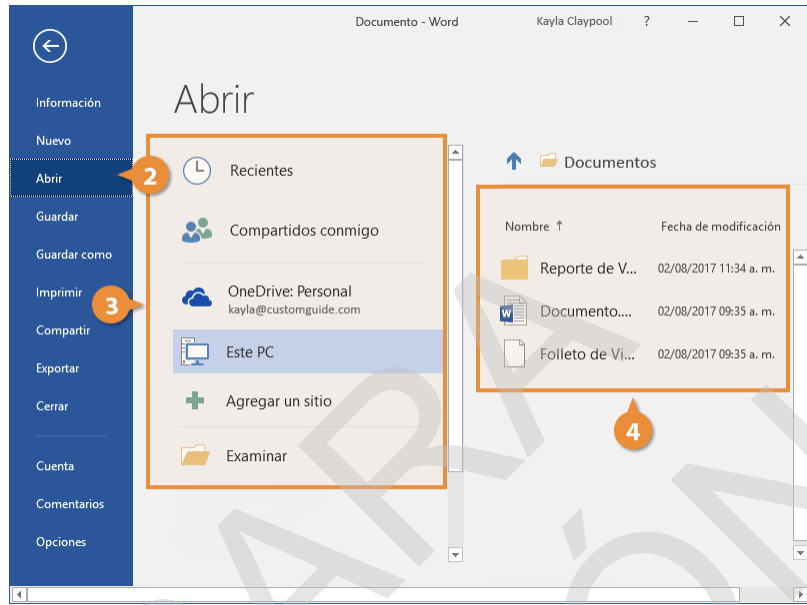 Documento - Word
Kayla Claypool
?
Abrir
Información
Nuevo
Abrir
Guardar
Guardar como
Imprimir
Compartir
Exportar
Cerrar
Cuenta
Comentarios
Opciones
2
3
Recientes
Compartidos conmigo
OneDrive: Personal
kayla@customguide.com
Este PC
Agregar un sitio
Examinar
Documentos
Nombre ↑ Fecha de modificación
Reporte de V... 02/08/2017 11:34 a. m.
W
Documento.... 02/08/2017 09:35 a. m.
Folleto de Vi... 02/08/2017 09:35 a. m.
4